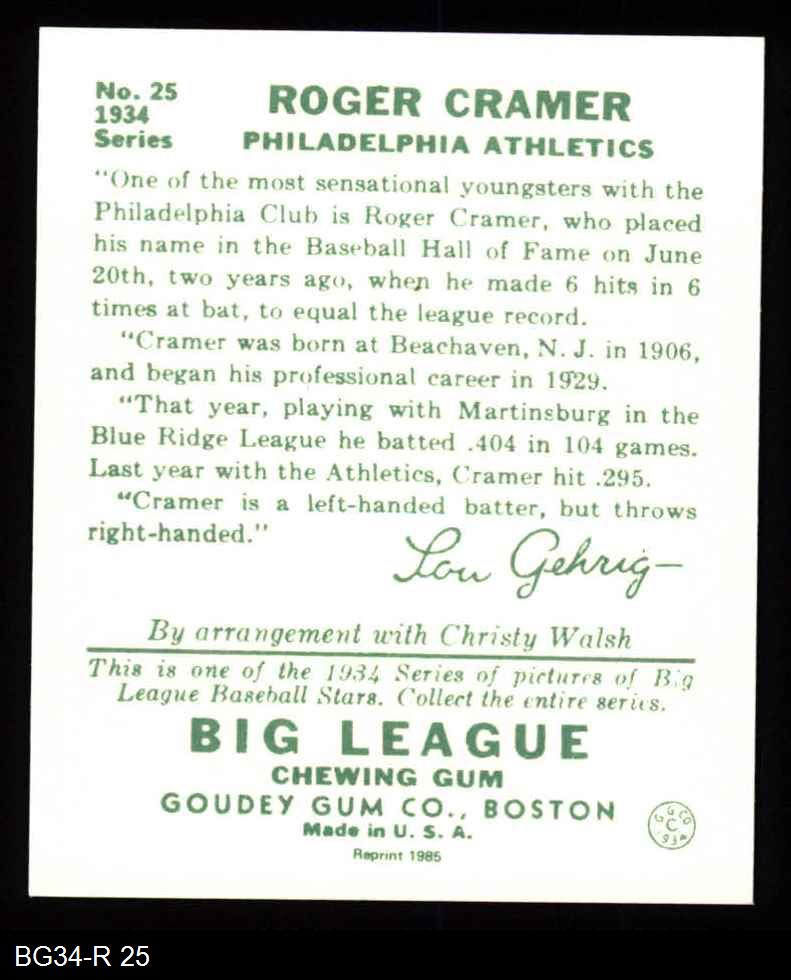 No. 25
1934
Series
ROGER CRAMER
PHILADELPHIA ATHLETICS
"One of the most sensational youngsters with the
Philadelphia Club is Roger Cramer, who placed
his name in the Baseball Hall of Fame on June
20th, two years ago, when he made 6 hits in 6
times at bat, to equal the league record.
"Cramer was born at Beachaven, N. J. in 1906,
and began his professional career in 1929.
"That year, playing with Martinsburg in the
Blue Ridge League he batted .404 in 104 games.
Last year with the Athletics, Cramer hit .295.
"Cramer is a left-handed batter, but throws
right-handed."
Lou Gehrig—
By arrangement with Christy Walsh
This is one of the 1934 Series of pictures of Big
League Baseball Stars. Collect the entire series.
BIG LEAGUE
CHEWING GUM
GOUDEY GUM CO., BOSTON
Made in U. S. A.
Reprint 1985
G G CO
C
1934
BG34-R 25